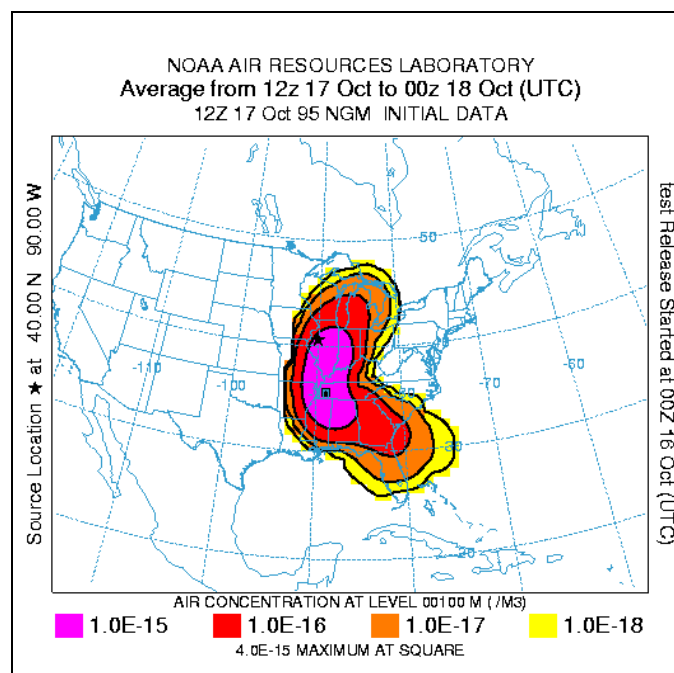 NOAA AIR RESOURCES LABORATORY
Average from 12z 17 Oct to 00z 18 Oct (UTC)
12Z 17 Oct 95 NGM INITIAL DATA
Source Location ★ at 40.00 N 90.00 W
test Release Started at 00Z 16 Oct (UTC)
50
-110
-100
-70
-60
-30
AIR CONCENTRATION AT LEVEL 00100 M ( /M3)
1.0E-15 1.0E-16 1.0E-17 1.0E-18
4.0E-15 MAXIMUM AT SQUARE